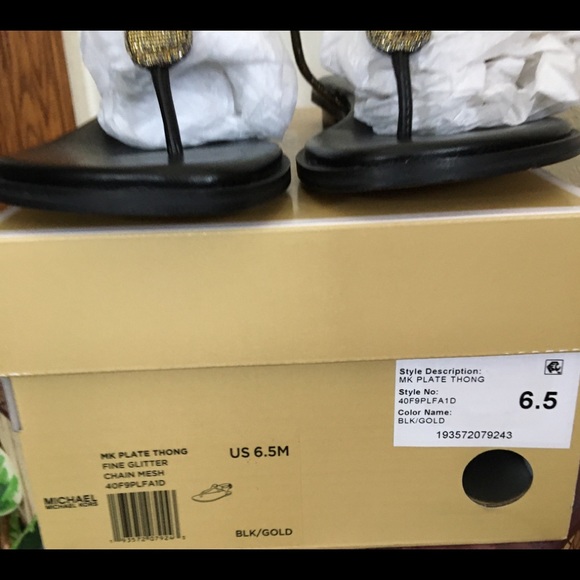 Style Description:
MK PLATE THONG
Style No:
40F9PLFA1D
6.5
Color Name:
BLK/GOLD
193572079243
MK PLATE THONG
US 6.5M
FINE GLITTER
CHAIN MESH
40F9PLFA1D
MICHAEL
MICHAEL KORS
BLK/GOLD